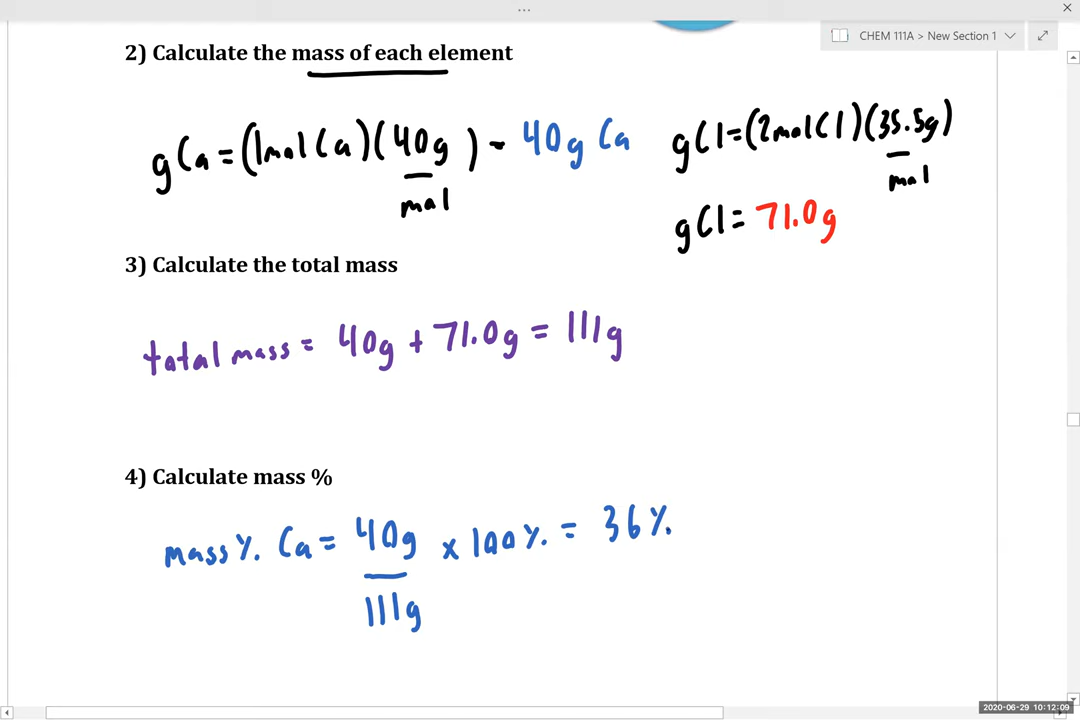 CHEM 111A > New Section 1
2) Calculate the mass of each element
gCa = (1mol Ca)(40g/mol) - 40g Ca
gCl = (2mol Cl)(35.5g/mol)
gCl = 71.0g
3) Calculate the total mass
total mass = 40g + 71.0g = 111g
4) Calculate mass %
mass %. Ca = 40g/111g x 100%. = 36%.
2020-06-29 10:12:09